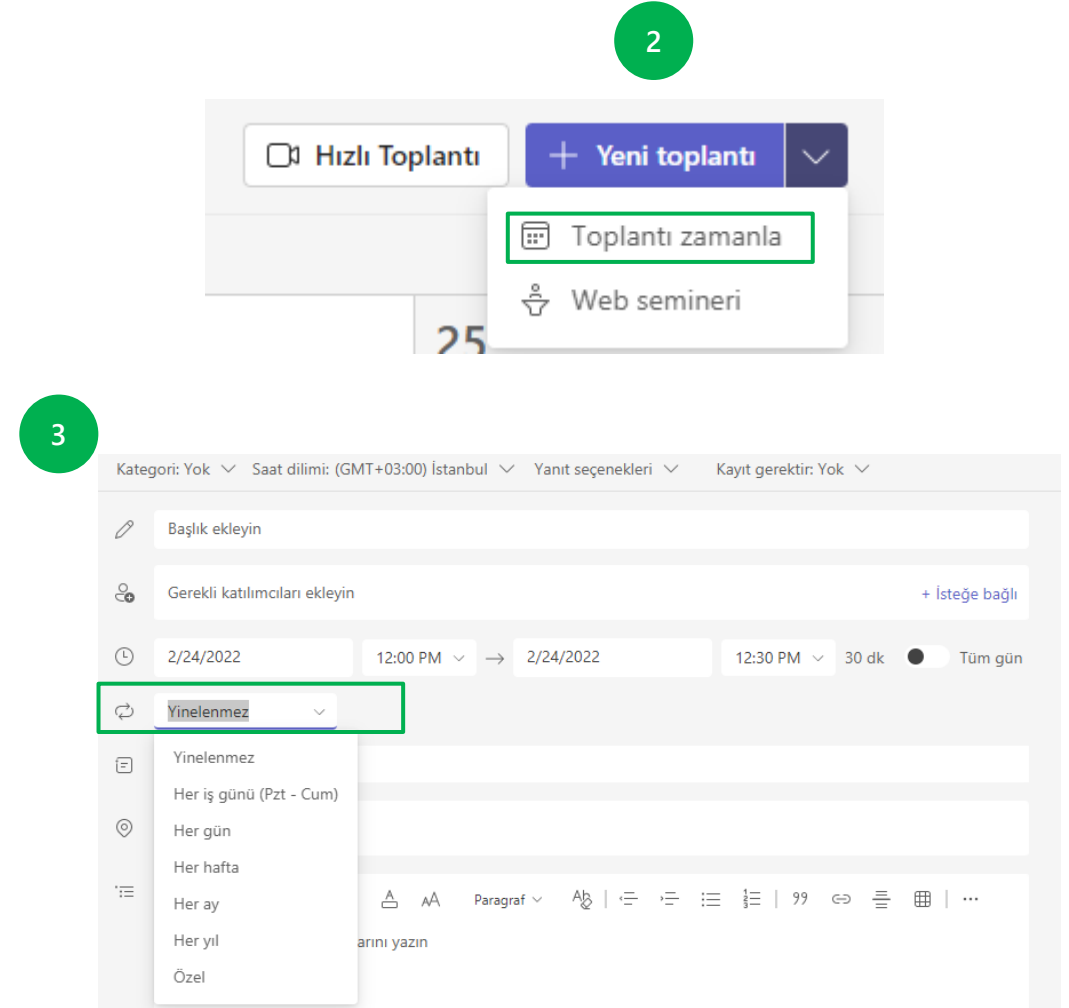 2
Hızlı Toplantı
Yeni toplantı
Toplantı zamanla
Web semineri
25
3
Kategori: Yok Saat dilimi: (GMT+03:00) İstanbul Yanıt seçenekleri Kayıt gerektir: Yok
Başlık ekleyin
Gerekli katılımcıları ekleyin + İsteğe bağlı
2/24/2022 12:00 PM → 2/24/2022 12:30 PM 30 dk Tüm gün
Yinelenmez
Yinelenmez
Her iş günü (Pzt - Cum)
Her gün
Her hafta
Her ay
Paragraf
Her yıl
arını yazın
Özel